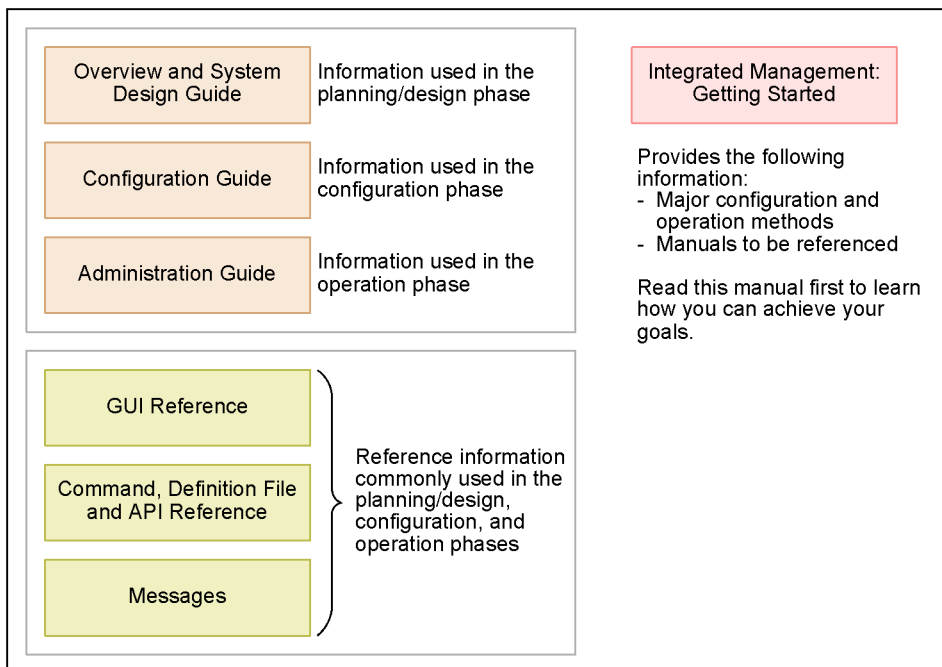 Overview and System
Design Guide
Information used in the
planning/design phase
Configuration Guide
Information used in the
configuration phase
Administration Guide
Information used in the
operation phase
GUI Reference
Command, Definition File
and API Reference
Messages
Reference information
commonly used in the
planning/design,
configuration, and
operation phases
Integrated Management:
Getting Started
Provides the following
information:
- Major configuration and
operation methods
- Manuals to be referenced
Read this manual first to learn
how you can achieve your
goals.